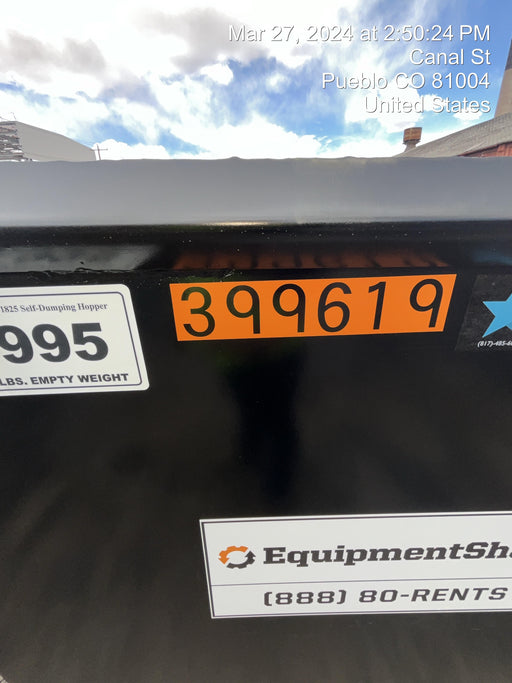 Mar 27, 2024 at 2:50:24 PM
Canal St
Pueblo CO 81004
United States
1825 Self-Dumping Hopper
995
LBS. EMPTY WEIGHT
399619
EquipmentSha
(888) 80-RENTS